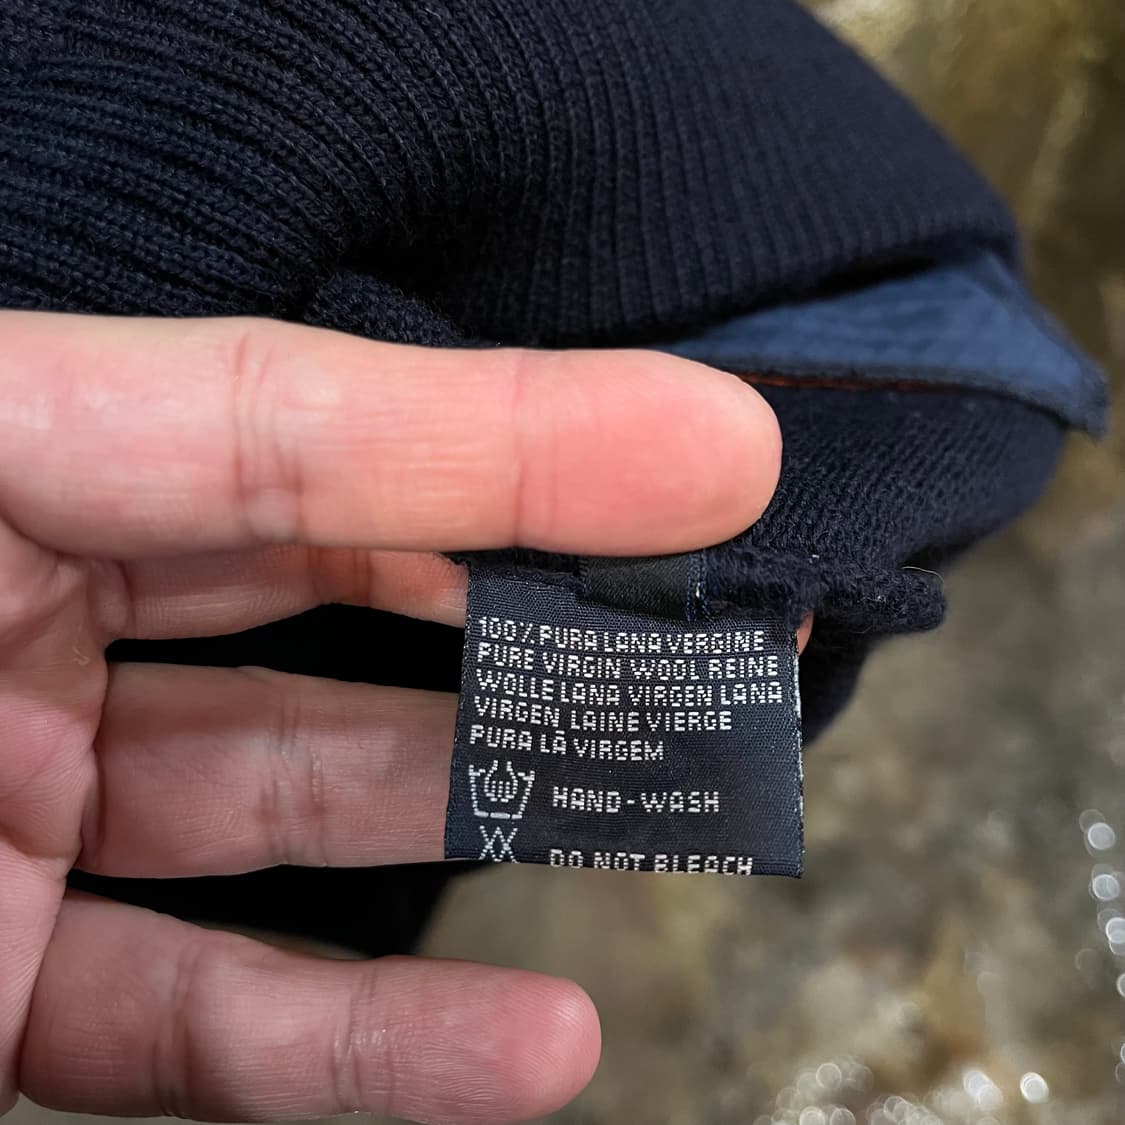 100% PURA LANA VERGINE
PURE VIRGIN WOOL REINE
WOLLE LANA VIRGEN LANA
VIRGEN LAINE VIERGE
PURA LÃ VIRGEM
HAND-WASH
DO NOT BLEACH